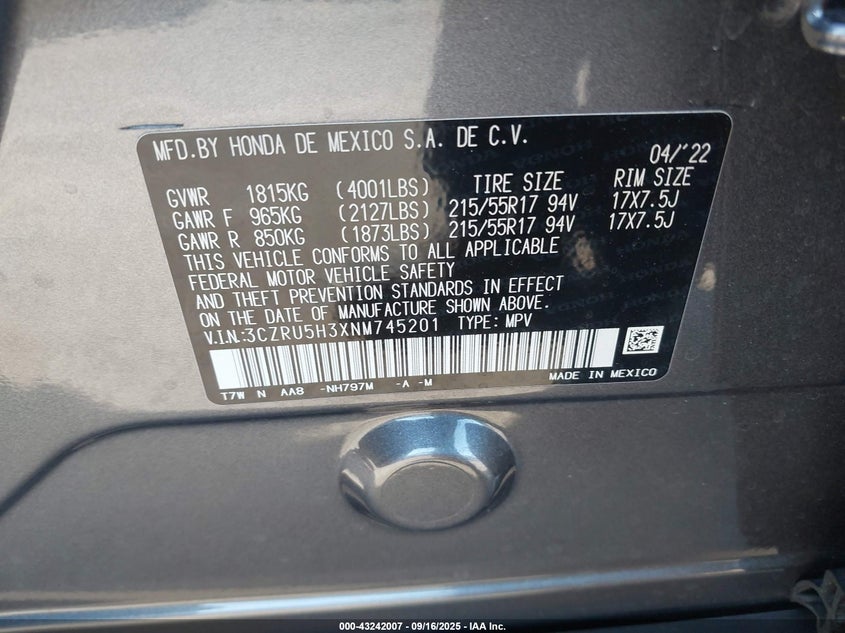 MFD.BY HONDA DE MEXICO S.A. DE C.V.
04/'22
GVWR 1815KG (4001LBS) TIRE SIZE RIM SIZE
GAWR F 965KG (2127LBS) 215/55R17 94V 17X7.5J
GAWR R 850KG (1873LBS) 215/55R17 94V 17X7.5J
THIS VEHICLE CONFORMS TO ALL APPLICABLE
FEDERAL MOTOR VEHICLE SAFETY
AND THEFT PREVENTION STANDARDS IN EFFECT
ON THE DATE OF MANUFACTURE SHOWN ABOVE.
V.I.N:3CZRU5H3XNM745201 TYPE: MPV
T7W N AA8 -NH797M -A -M
MADE IN MEXICO
000-43242007 - 09/16/2025 - IAA Inc.